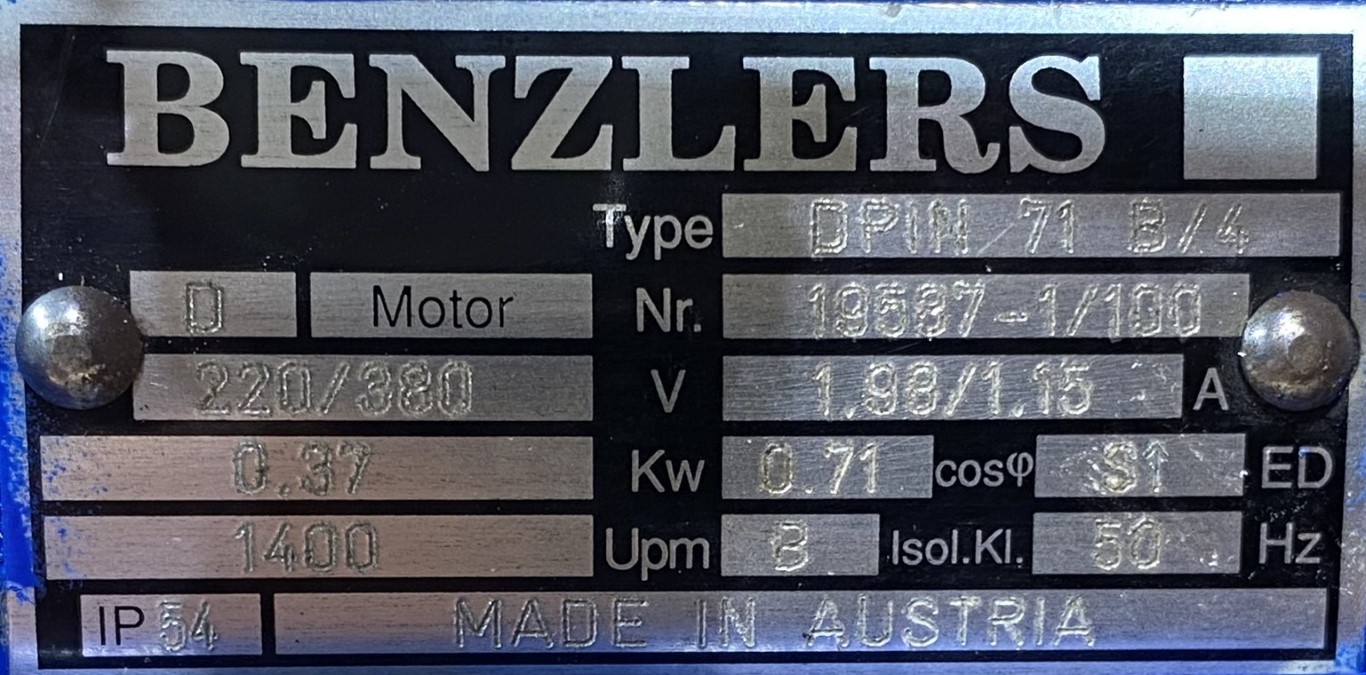 BENZLERS
Type DPIN 71 B/4
D Motor Nr. 19587-1/100
220/380 V 1.98/1.15 A
0.37 Kw 0.71 cosφ S1 ED
1400 Upm B Isol.Kl. 50 Hz
IP 54 MADE IN AUSTRIA